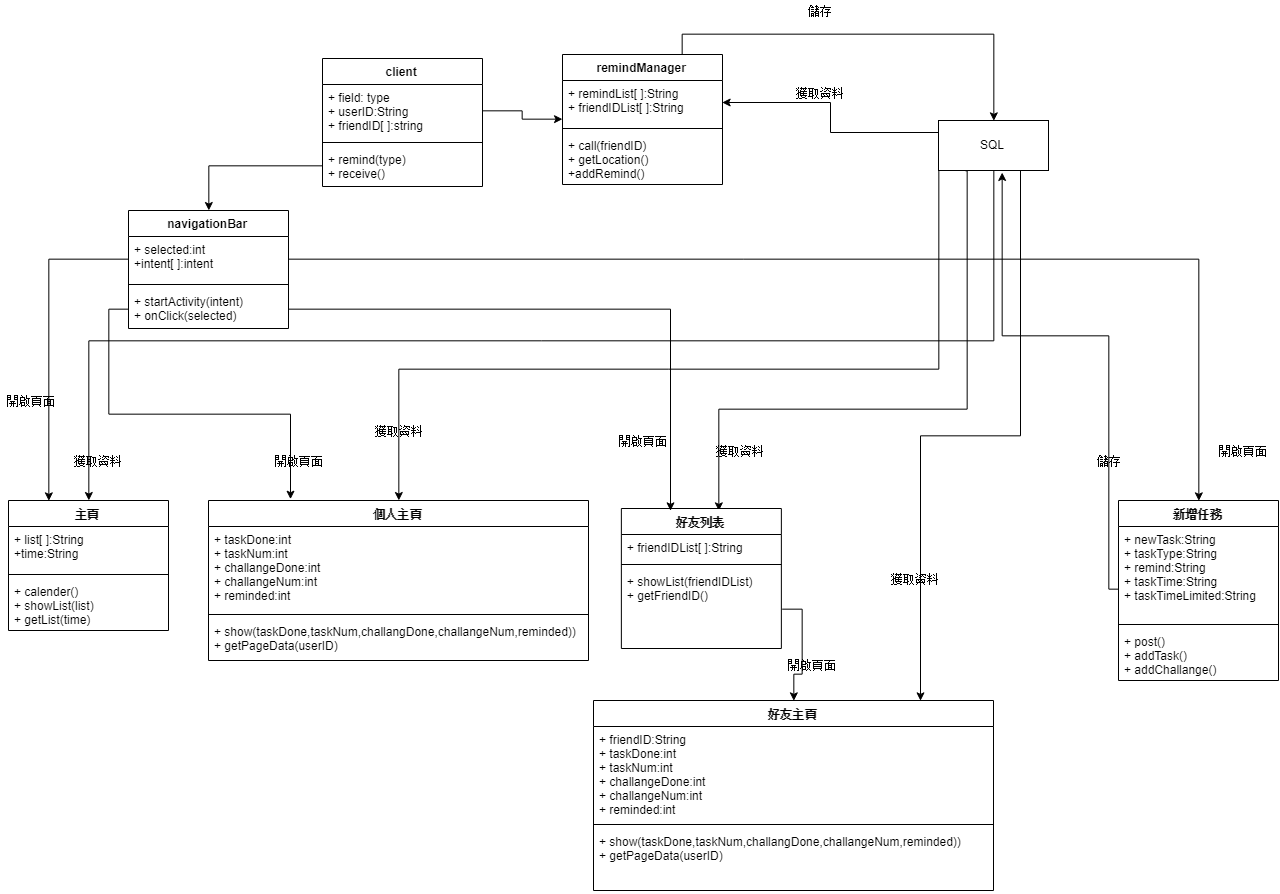 儲存
client
+ field: type
+ userID:String
+ friendID[ ]:string
+ remind(type)
+ receive()
remindManager
+ remindList[ ]:String
+ friendIDList[ ]:String
+ call(friendID)
+ getLocation()
+addRemind()
獲取資料
SQL
navigationBar
+ selected:int
+intent[ ]:intent
+ startActivity(intent)
+ onClick(selected)
開啟頁面
獲取資料
開啟頁面
獲取資料
開啟頁面
獲取資料
獲取資料
儲存
開啟頁面
主頁
+ list[ ]:String
+time:String
+ calender()
+ showList(list)
+ getList(time)
個人主頁
+ taskDone:int
+ taskNum:int
+ challangeDone:int
+ challangeNum:int
+ reminded:int
+ show(taskDone,taskNum,challangDone,challangeNum,reminded))
+ getPageData(userID)
好友列表
+ friendIDList[ ]:String
+ showList(friendIDList)
+ getFriendID()
新增任務
+ newTask:String
+ taskType:String
+ remind:String
+ taskTime:String
+ taskTimeLimited:String
+ post()
+ addTask()
+ addChallange()
開啟頁面
好友主頁
+ friendID:String
+ taskDone:int
+ taskNum:int
+ challangeDone:int
+ challangeNum:int
+ reminded:int
+ show(taskDone,taskNum,challangDone,challangeNum,reminded))
+ getPageData(userID)